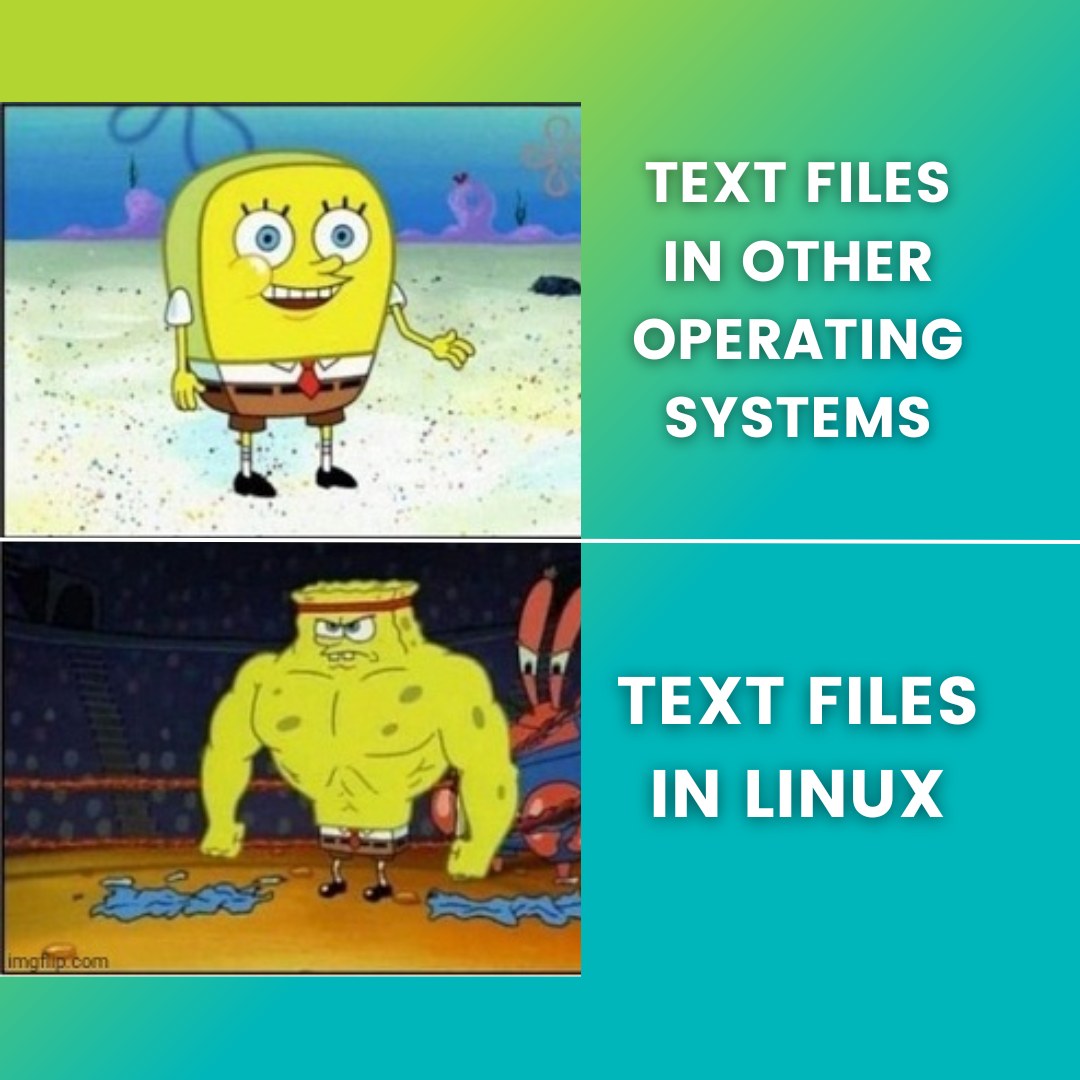 TEXT FILES
IN OTHER
OPERATING
SYSTEMS
TEXT FILES
IN LINUX
imgflip.com